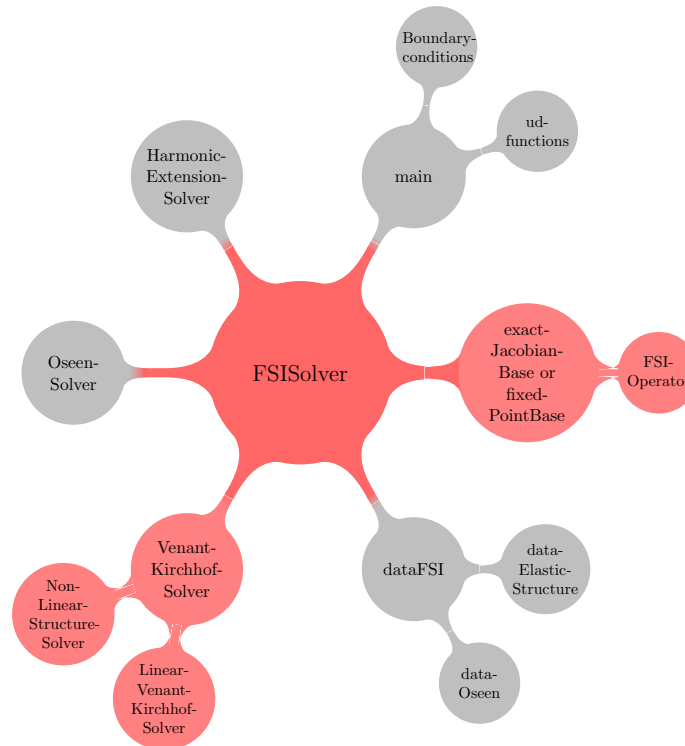 Boundary-
conditions
ud-
functions
main
Harmonic-
Extension-
Solver
exact-
Jacobian-
Base or
fixed-
PointBase
FSI-
Operato
Oseen-
Solver
FSISolver
Venant-
Kirchhof-
Solver
dataFSI
data-
Elastic-
Structure
Non-
Linear-
Structure-
Solver
Linear-
Venant-
Kirchhof-
Solver
data-
Oseen